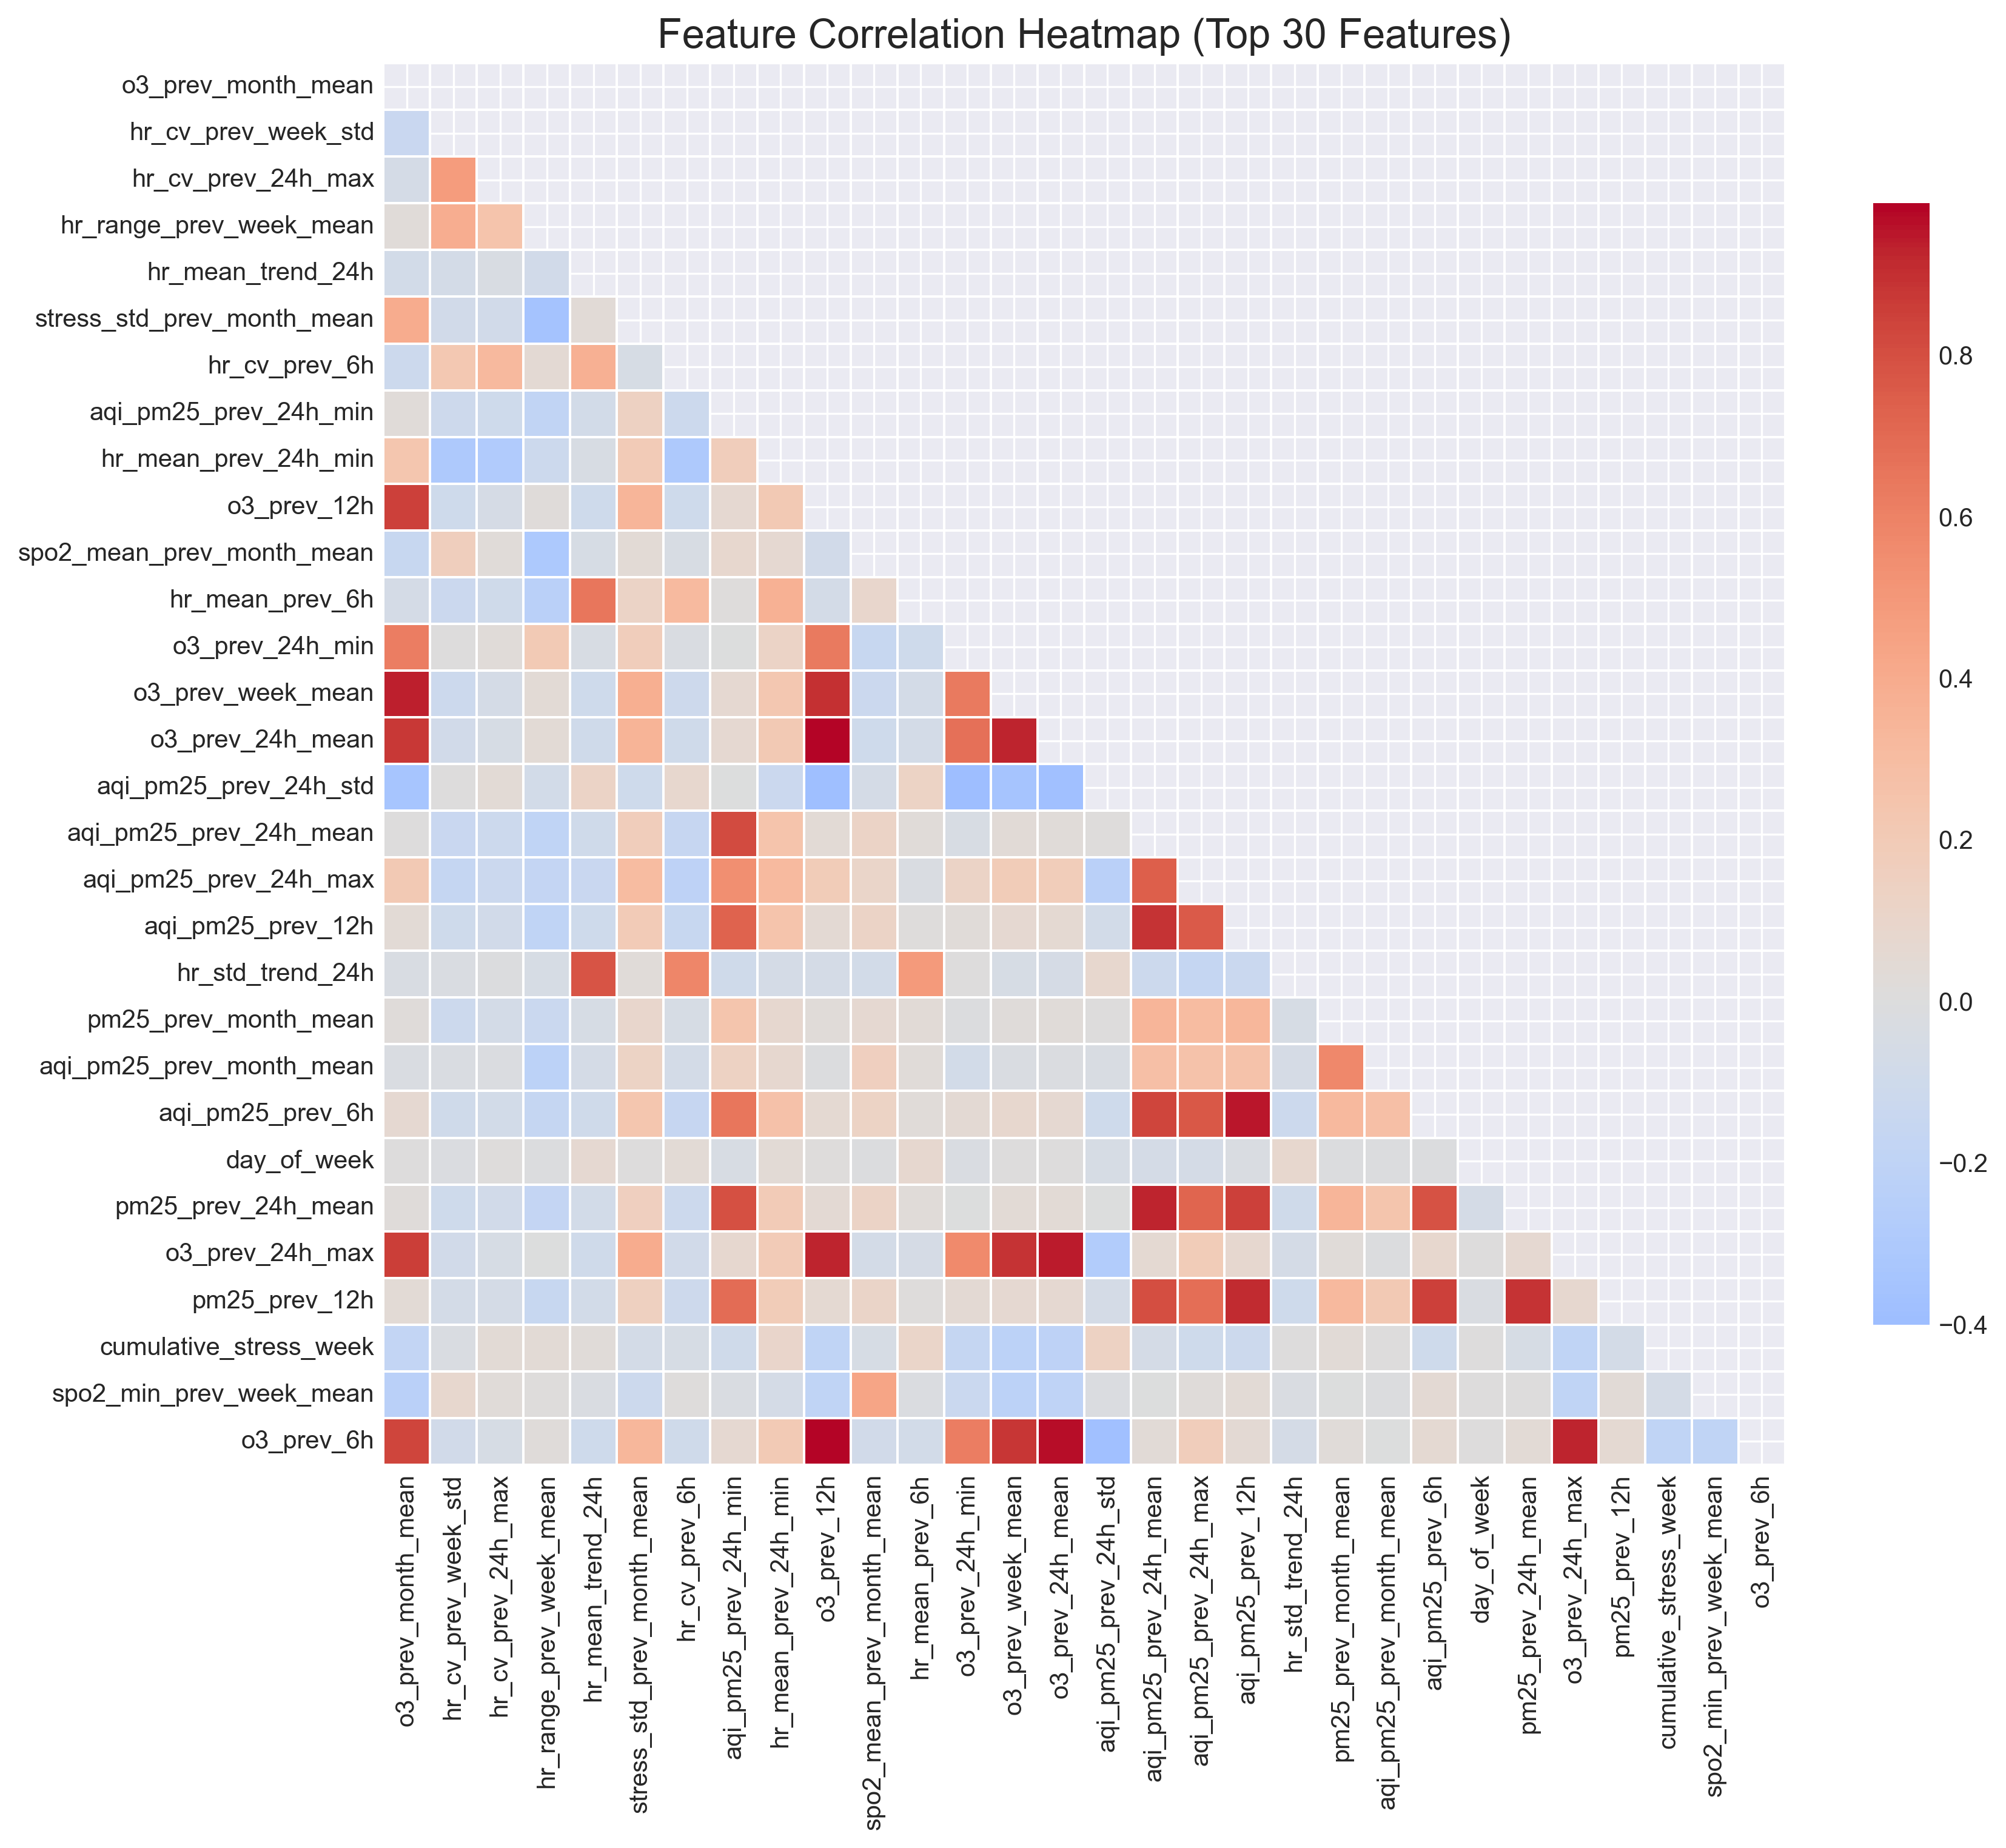 Feature Correlation Heatmap (Top 30 Features)
o3_prev_month_mean
hr_cv_prev_week_std
hr_cv_prev_24h_max
hr_range_prev_week_mean
hr_mean_trend_24h
stress_std_prev_month_mean
hr_cv_prev_6h
aqi_pm25_prev_24h_min
hr_mean_prev_24h_min
o3_prev_12h
spo2_mean_prev_month_mean
hr_mean_prev_6h
o3_prev_24h_min
o3_prev_week_mean
o3_prev_24h_mean
aqi_pm25_prev_24h_std
aqi_pm25_prev_24h_mean
aqi_pm25_prev_24h_max
aqi_pm25_prev_12h
hr_std_trend_24h
pm25_prev_month_mean
aqi_pm25_prev_month_mean
aqi_pm25_prev_6h
day_of_week
pm25_prev_24h_mean
o3_prev_24h_max
pm25_prev_12h
cumulative_stress_week
spo2_min_prev_week_mean
o3_prev_6h
o3_prev_month_mean
hr_cv_prev_week_std
hr_cv_prev_24h_max
hr_range_prev_week_mean
hr_mean_trend_24h
stress_std_prev_month_mean
hr_cv_prev_6h
aqi_pm25_prev_24h_min
hr_mean_prev_24h_min
o3_prev_12h
spo2_mean_prev_month_mean
hr_mean_prev_6h
o3_prev_24h_min
o3_prev_week_mean
o3_prev_24h_mean
aqi_pm25_prev_24h_std
aqi_pm25_prev_24h_mean
aqi_pm25_prev_24h_max
aqi_pm25_prev_12h
hr_std_trend_24h
pm25_prev_month_mean
aqi_pm25_prev_month_mean
aqi_pm25_prev_6h
day_of_week
pm25_prev_24h_mean
o3_prev_24h_max
pm25_prev_12h
cumulative_stress_week
spo2_min_prev_week_mean
o3_prev_6h
0.8
0.6
0.4
0.2
0.0
−0.2
−0.4